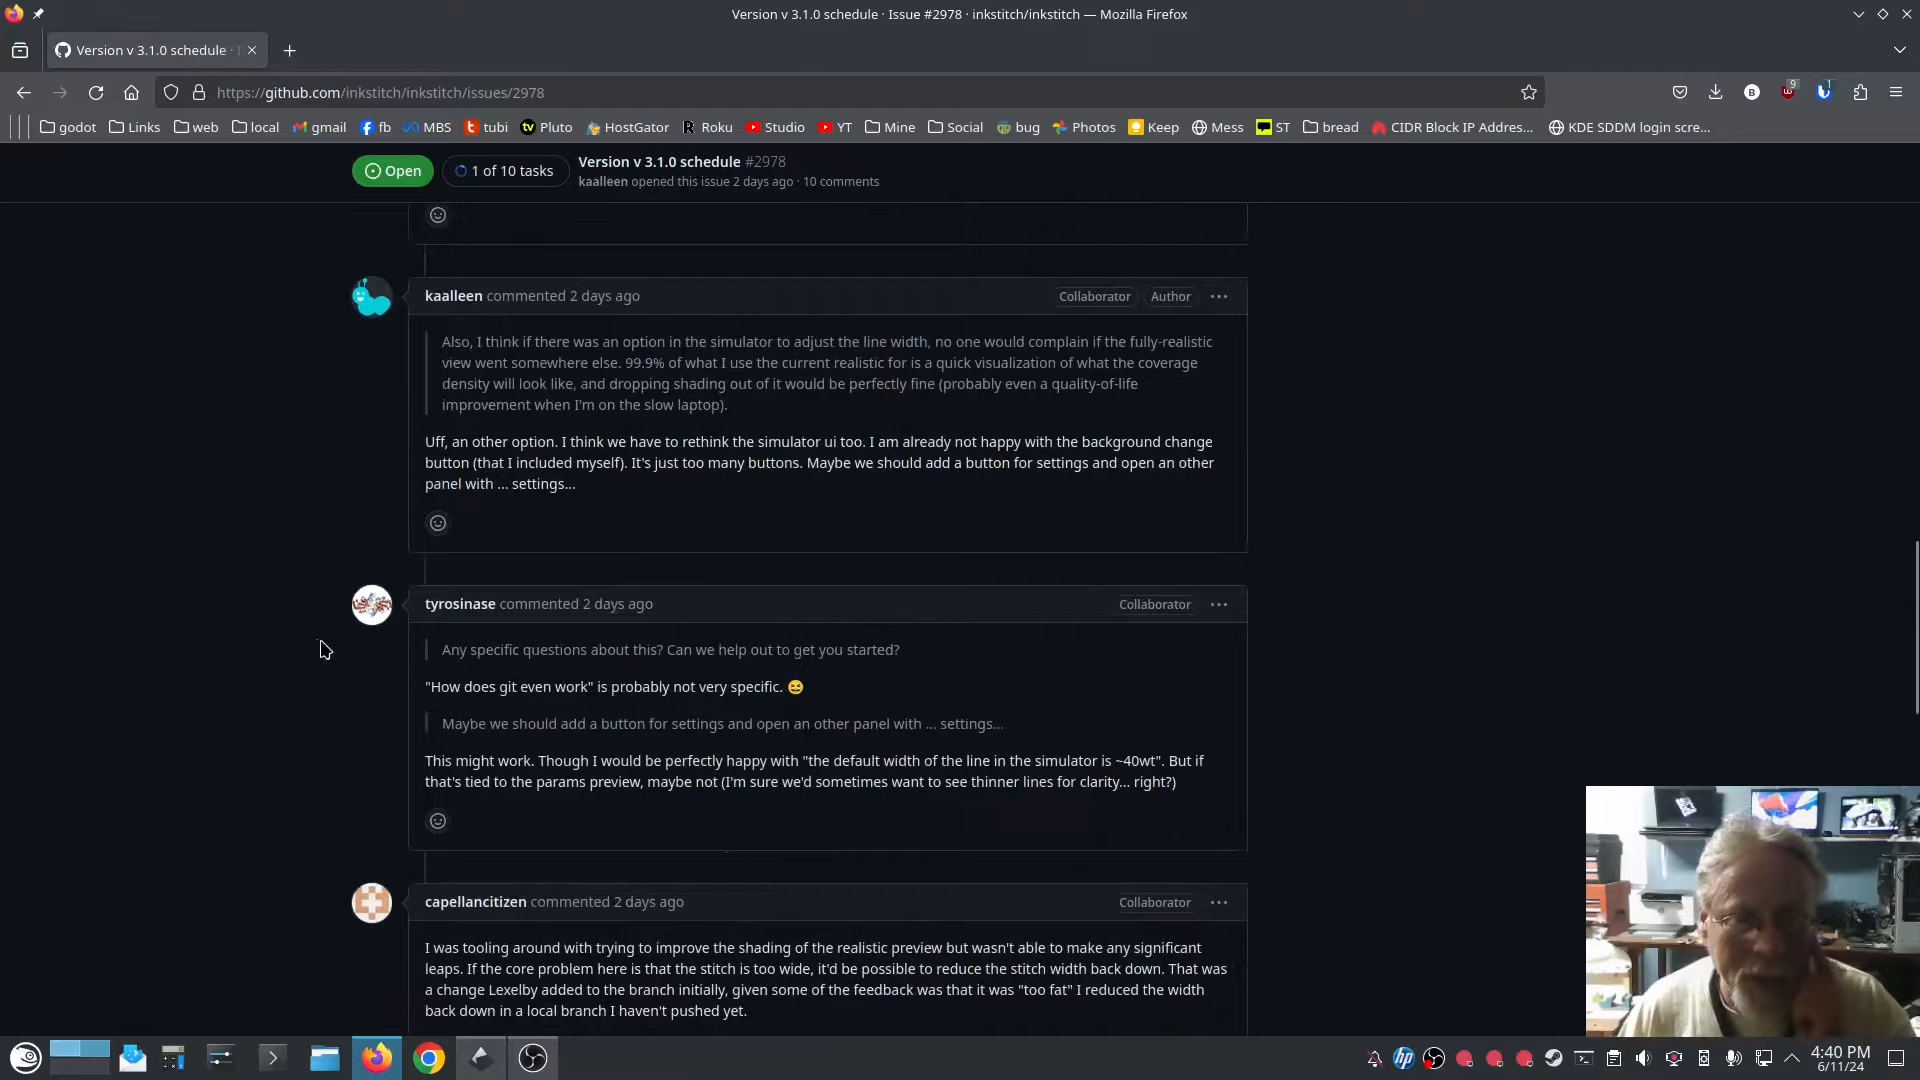 Version v 3.1.0 schedule · Issue #2978 · inkstitch/inkstitch — Mozilla Firefox
Version v 3.1.0 schedule ·
https://github.com/inkstitch/inkstitch/issues/2978
9
1
B
godot
Links
web
local
gmail
fb
MBS
tubi
Pluto
HostGator
Roku
Studio
YT
Mine
Social
bug
Photos
Keep
Mess
ST
bread
CIDR Block IP Addres...
KDE SDDM login scre...
Open
1 of 10 tasks
Version v 3.1.0 schedule #2978
kaalleen opened this issue 2 days ago · 10 comments
kaalleen commented 2 days ago
Collaborator
Author
Also, I think if there was an option in the simulator to adjust the line width, no one would complain if the fully-realistic
view went somewhere else. 99.9% of what I use the current realistic for is a quick visualization of what the coverage
density will look like, and dropping shading out of it would be perfectly fine (probably even a quality-of-life
improvement when I'm on the slow laptop).
Uff, an other option. I think we have to rethink the simulator ui too. I am already not happy with the background change
button (that I included myself). It's just too many buttons. Maybe we should add a button for settings and open an other
panel with ... settings...
tyrosinase commented 2 days ago
Collaborator
Any specific questions about this? Can we help out to get you started?
"How does git even work" is probably not very specific. 😆
Maybe we should add a button for settings and open an other panel with ... settings...
This might work. Though I would be perfectly happy with "the default width of the line in the simulator is ~40wt". But if
that's tied to the params preview, maybe not (I'm sure we'd sometimes want to see thinner lines for clarity... right?)
capellancitizen commented 2 days ago
Collaborator
I was tooling around with trying to improve the shading of the realistic preview but wasn't able to make any significant
leaps. If the core problem here is that the stitch is too wide, it'd be possible to reduce the stitch width back down. That was
a change Lexelby added to the branch initially, given some of the feedback was that it was "too fat" I reduced the width
back down in a local branch I haven't pushed yet.
hp
4:40 PM
6/11/24